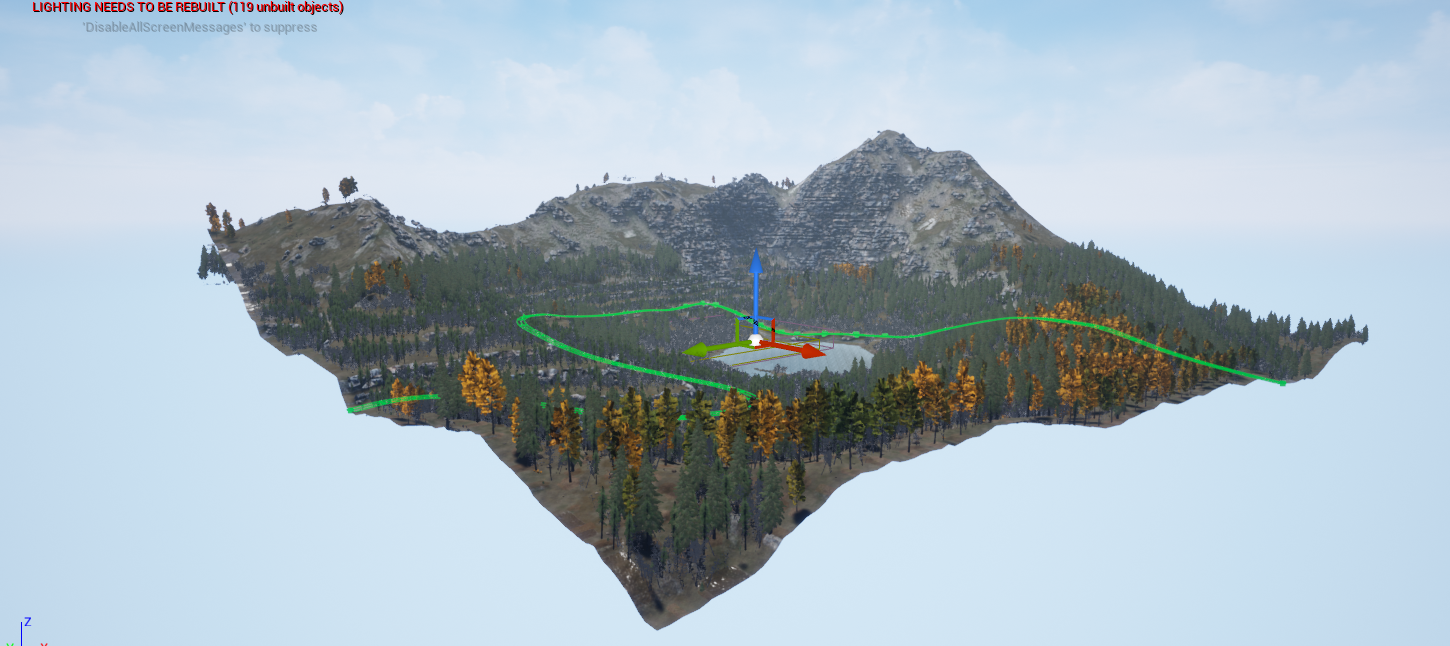 LIGHTING NEEDS TO BE REBUILT (119 unbuilt objects)
'DisableAllScreenMessages' to suppress
Z